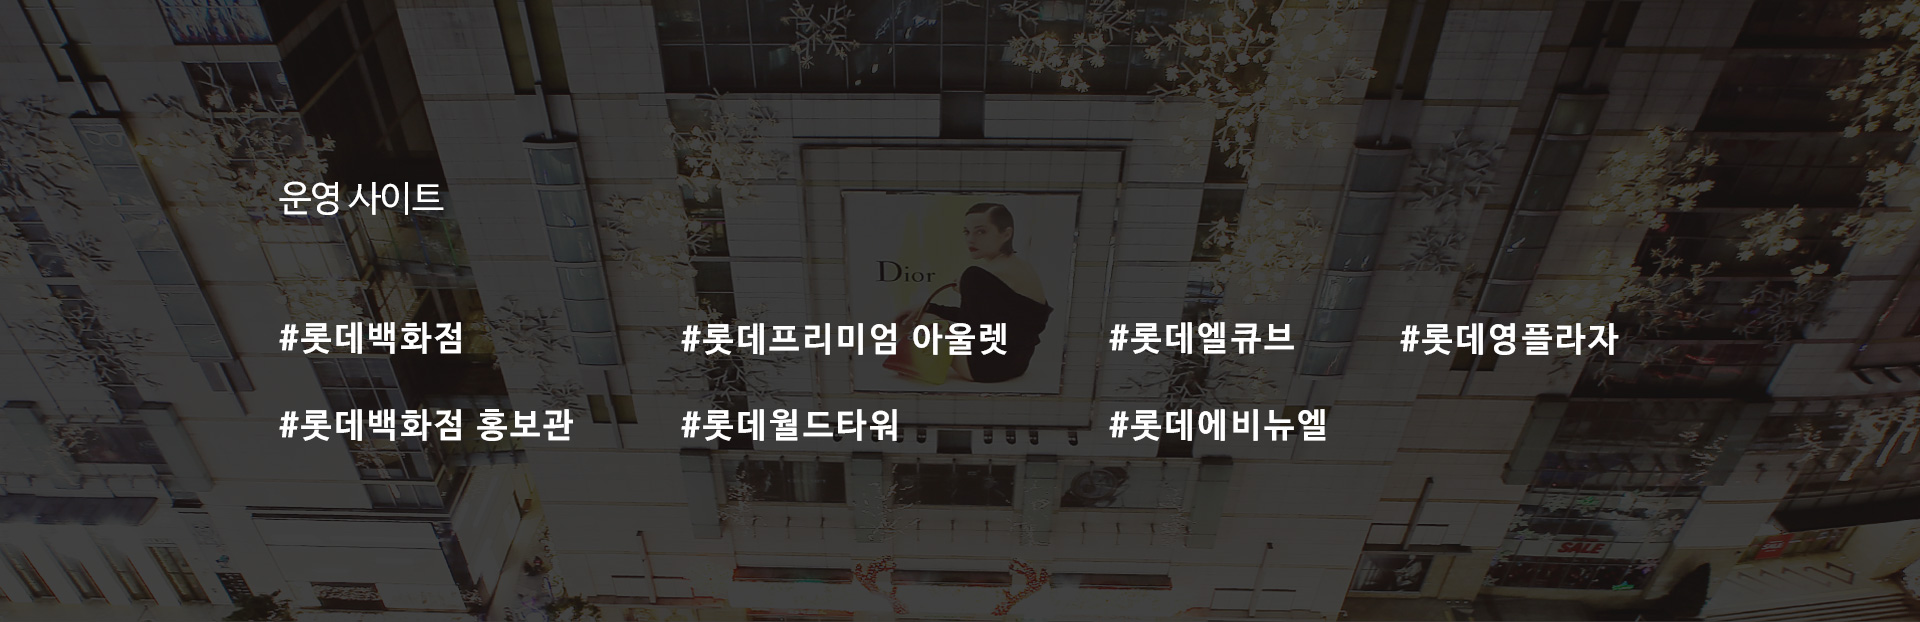 운영 사이트
Dior
#롯데백화점 #롯데프리미엄 아울렛 #롯데엘큐브 #롯데영플라자
#롯데백화점 홍보관 #롯데월드타워 #롯데에비뉴엘
SALE